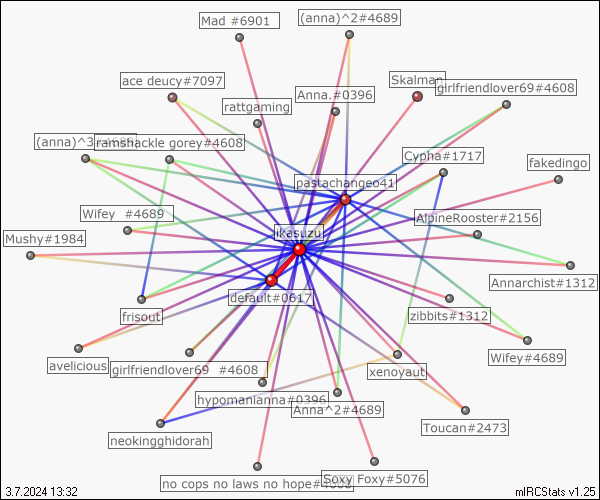 Mad #6901
(anna)^2#4689
ace deucy#7097
Skalman
girlfriendlover69#4608
Anna.#0396
rattgaming
(anna)^3
ramshackle gorey#4608
Cypha#1717
fakedingo
pastachangeo41
Wifey #4689
AlpineRooster#2156
ikasuzu
Mushy#1984
Annarchist#1312
default#0617
zibbits#1312
frisout
Wifey#4689
avelicious
girlfriendlover69 #4608
xenoyaut
hypomanianna#0396
Anna^2#4689
Toucan#2473
neokingghidorah
Soxy Foxy#5076
no cops no laws no hope#4608
3.7.2024 13:32
mIRCStats v1.25